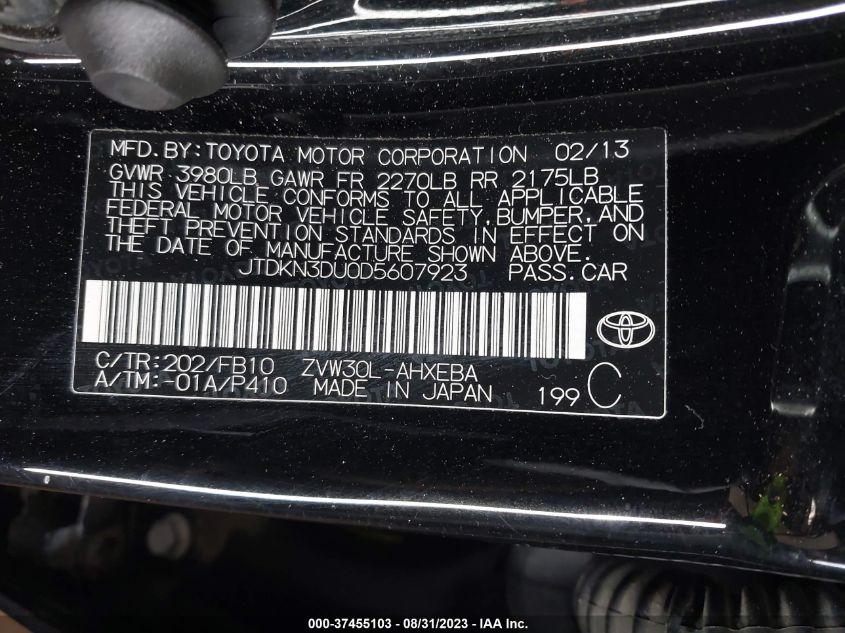 MFD.BY:TOYOTA MOTOR CORPORATION 02/13
GVWR 3980LB GAWR FR 2270LB RR 2175LB
THIS VEHICLE CONFORMS TO ALL APPLICABLE
FEDERAL MOTOR VEHICLE SAFETY,BUMPER,AND
THEFT PREVENTION STANDARDS IN EFFECT ON
THE DATE OF MANUFACTURE SHOWN ABOVE.
JTDKN3DU0D5607923 PASS.CAR
C/TR:202/FB10 ZVW30L-AHXEBA
A/TM:-01A/P410 MADE IN JAPAN 199 C
000-37455103 - 08/31/2023 - IAA Inc.